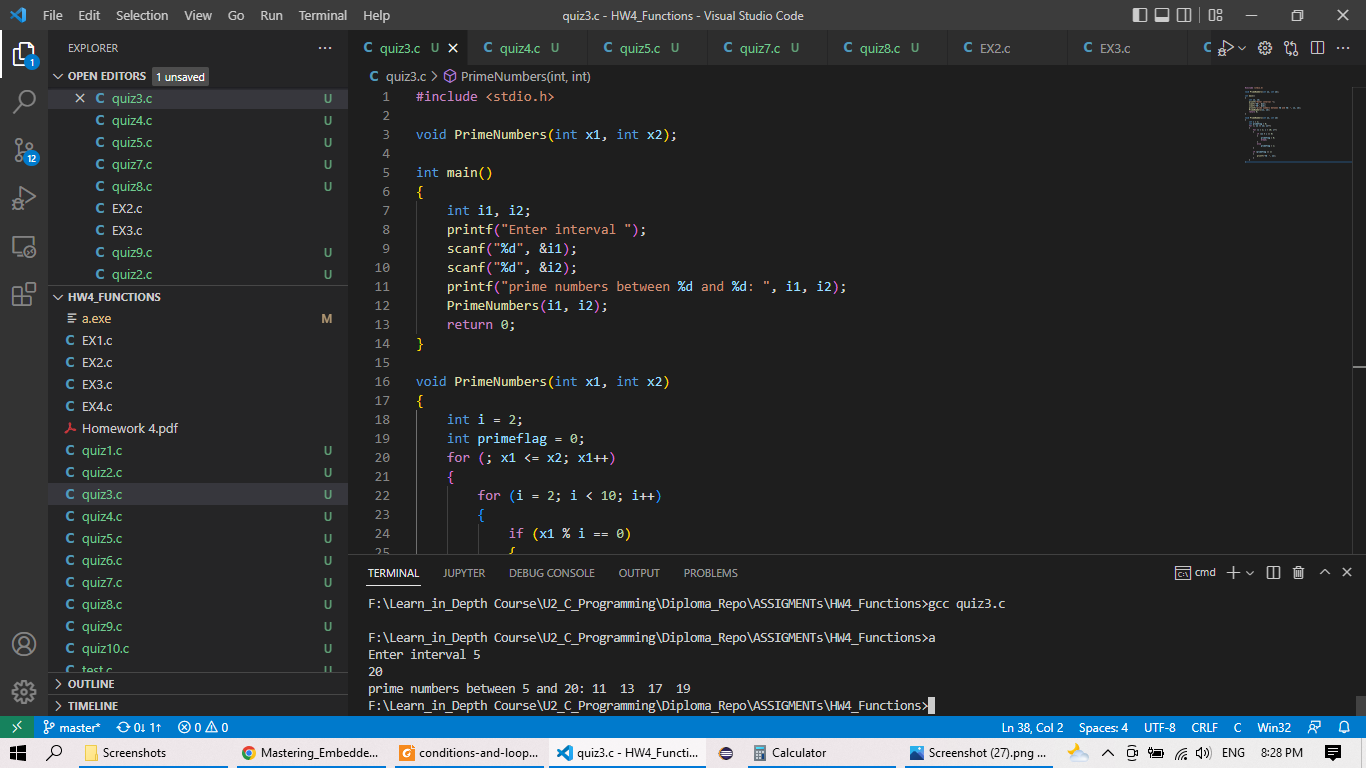 File Edit Selection View Go Run Terminal Help quiz3.c - HW4_Functions - Visual Studio Code
EXPLORER
OPEN EDITORS 1 unsaved
quiz3.c U
quiz4.c U
quiz5.c U
quiz7.c U
quiz8.c U
EX2.c
EX3.c
quiz9.c U
quiz2.c U
HW4_FUNCTIONS
a.exe M
EX1.c
EX2.c
EX3.c
EX4.c
Homework 4.pdf
quiz1.c U
quiz2.c U
quiz3.c U
quiz4.c U
quiz5.c U
quiz6.c U
quiz7.c U
quiz8.c U
quiz9.c U
quiz10.c U
test.c U
OUTLINE
TIMELINE
1
12
C quiz3.c U C quiz4.c U C quiz5.c U C quiz7.c U C quiz8.c U C EX2.c C EX3.c C
C quiz3.c > PrimeNumbers(int, int)
1 #include <stdio.h>
2
3 void PrimeNumbers(int x1, int x2);
4
5 int main()
6 {
7 int i1, i2;
8 printf("Enter interval ");
9 scanf("%d", &i1);
10 scanf("%d", &i2);
11 printf("prime numbers between %d and %d: ", i1, i2);
12 PrimeNumbers(i1, i2);
13 return 0;
14 }
15
16 void PrimeNumbers(int x1, int x2)
17 {
18 int i = 2;
19 int primeflag = 0;
20 for (; x1 <= x2; x1++)
21 {
22 for (i = 2; i < 10; i++)
23 {
24 if (x1 % i == 0)
25 {
TERMINAL JUPYTER DEBUG CONSOLE OUTPUT PROBLEMS cmd
F:\Learn_in_Depth Course\U2_C_Programming\Diploma_Repo\ASSIGMENTs\HW4_Functions>gcc quiz3.c
F:\Learn_in_Depth Course\U2_C_Programming\Diploma_Repo\ASSIGMENTs\HW4_Functions>a
Enter interval 5
20
prime numbers between 5 and 20: 11 13 17 19
F:\Learn_in_Depth Course\U2_C_Programming\Diploma_Repo\ASSIGMENTs\HW4_Functions>
master* 0↓ 1↑ 0 0 Ln 38, Col 2 Spaces: 4 UTF-8 CRLF C Win32
Screenshots Mastering_Embedde... conditions-and-loop... quiz3.c - HW4_Functi... Calculator Screenshot (27).png ... ENG 8:28 PM